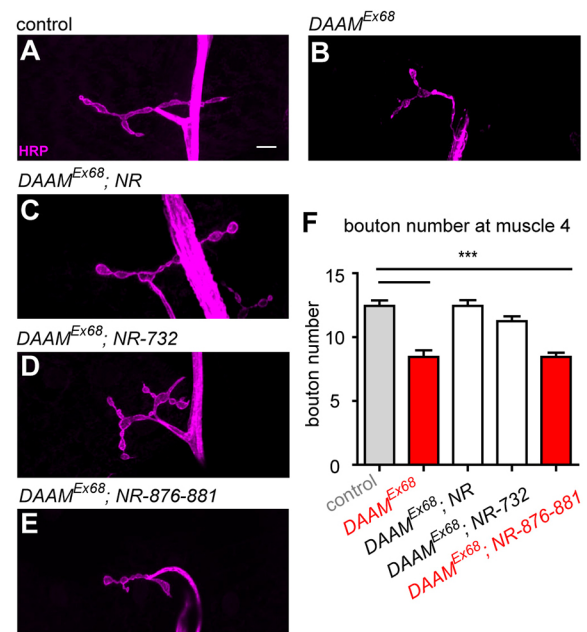 control
A
HRP
DAAM^Ex68
B
DAAM^Ex68; NR
C
DAAM^Ex68; NR-732
D
DAAM^Ex68; NR-876-881
E
F
bouton number at muscle 4
***
15
10
5
0
bouton number
control
DAAM^Ex68
DAAM^Ex68; NR
DAAM^Ex68; NR-732
DAAM^Ex68; NR-876-881